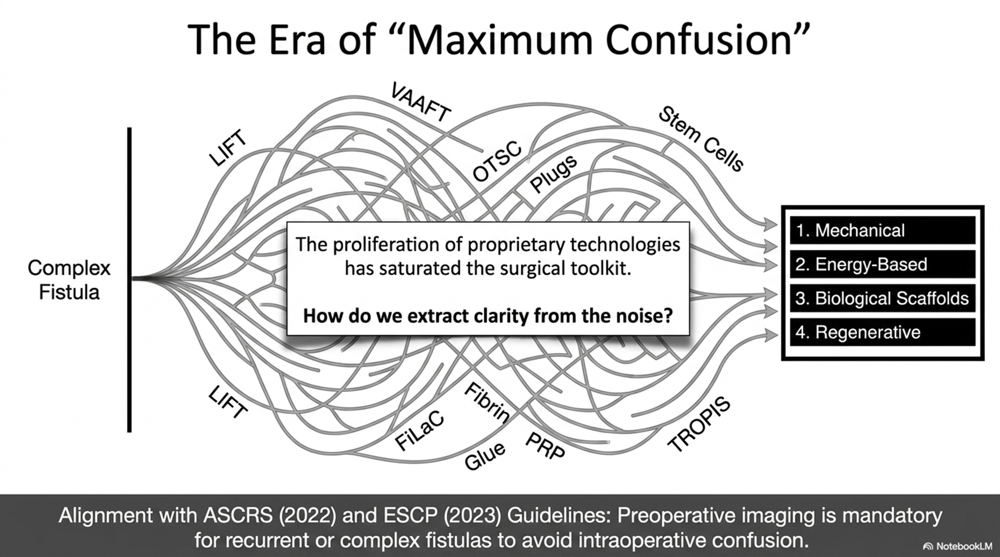 The Era of “Maximum Confusion”
VAAFT
Stem Cells
LIFT
OTSC
Plugs
Complex
Fistula
The proliferation of proprietary technologies
has saturated the surgical toolkit.
How do we extract clarity from the noise?
1. Mechanical
2. Energy-Based
3. Biological Scaffolds
4. Regenerative
LIFT
FiLaC
Fibrin
Glue
PRP
TROPIS
Alignment with ASCRS (2022) and ESCP (2023) Guidelines: Preoperative imaging is mandatory
for recurrent or complex fistulas to avoid intraoperative confusion.
NotebookLM